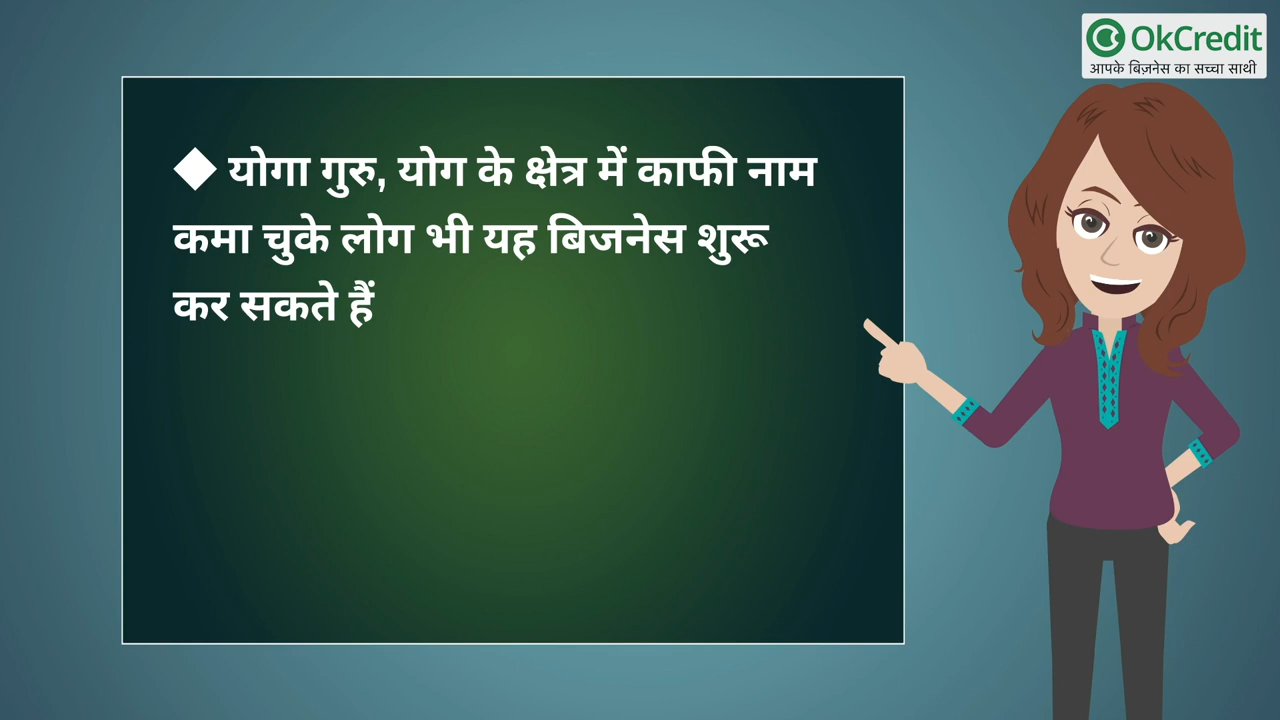 OkCredit
आपके बिज़नेस का सच्चा साथी
◆ योगा गुरु, योग के क्षेत्र में काफी नाम
कमा चुके लोग भी यह बिजनेस शुरू
कर सकते हैं